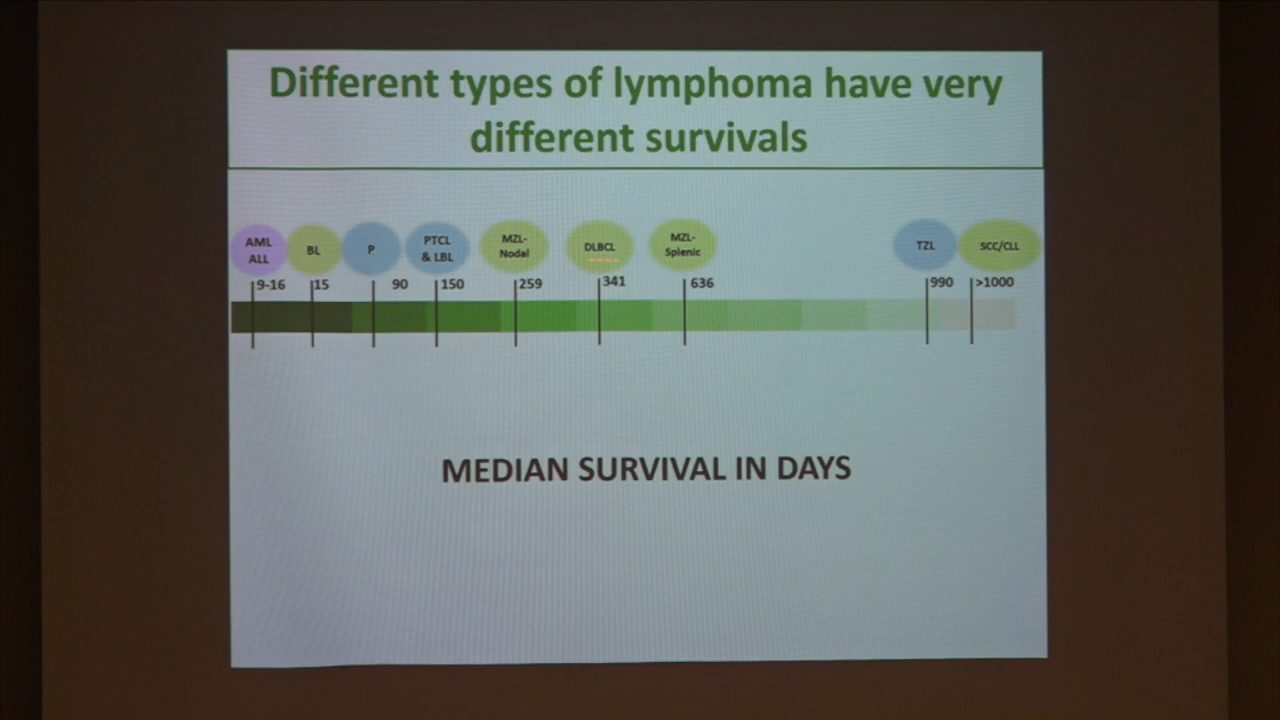 Different types of lymphoma have very
different survivals
AML
ALL
BL
P
PTCL
& LBL
MZL-
Nodal
DLBCL
MZL-
Splenic
TZL
SCC/CLL
9-16
15
90
150
259
341
636
990
>1000
MEDIAN SURVIVAL IN DAYS